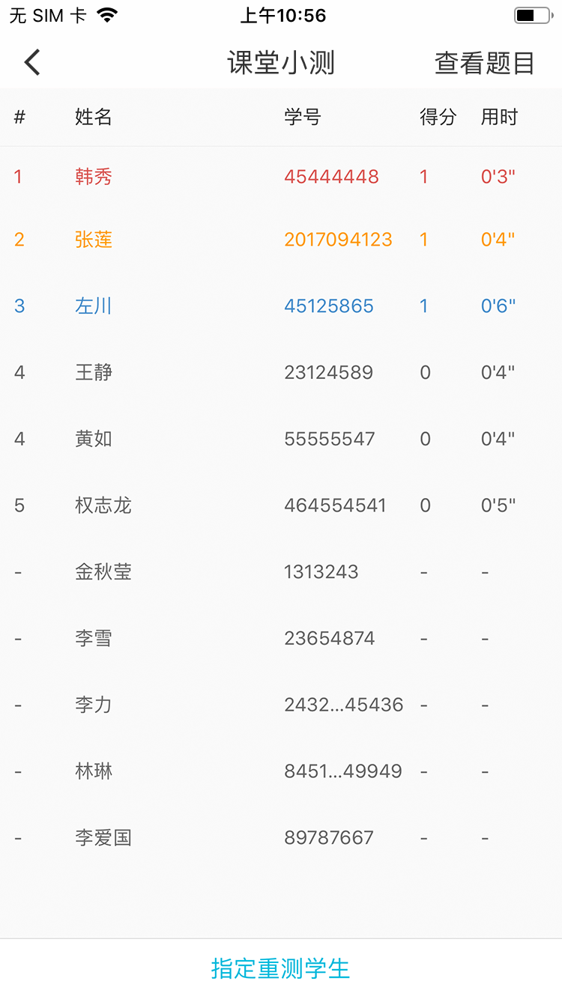 无 SIM 卡 上午10:56
课堂小测 查看题目
# 姓名 学号 得分 用时
1 韩秀 45444448 1 0'3"
2 张莲 2017094123 1 0'4"
3 左川 45125865 1 0'6"
4 王静 23124589 0 0'4"
4 黄如 55555547 0 0'4"
5 权志龙 464554541 0 0'5"
- 金秋莹 1313243 - -
- 李雪 23654874 - -
- 李力 2432...45436 - -
- 林琳 8451...49949 - -
- 李爱国 89787667 - -
指定重测学生